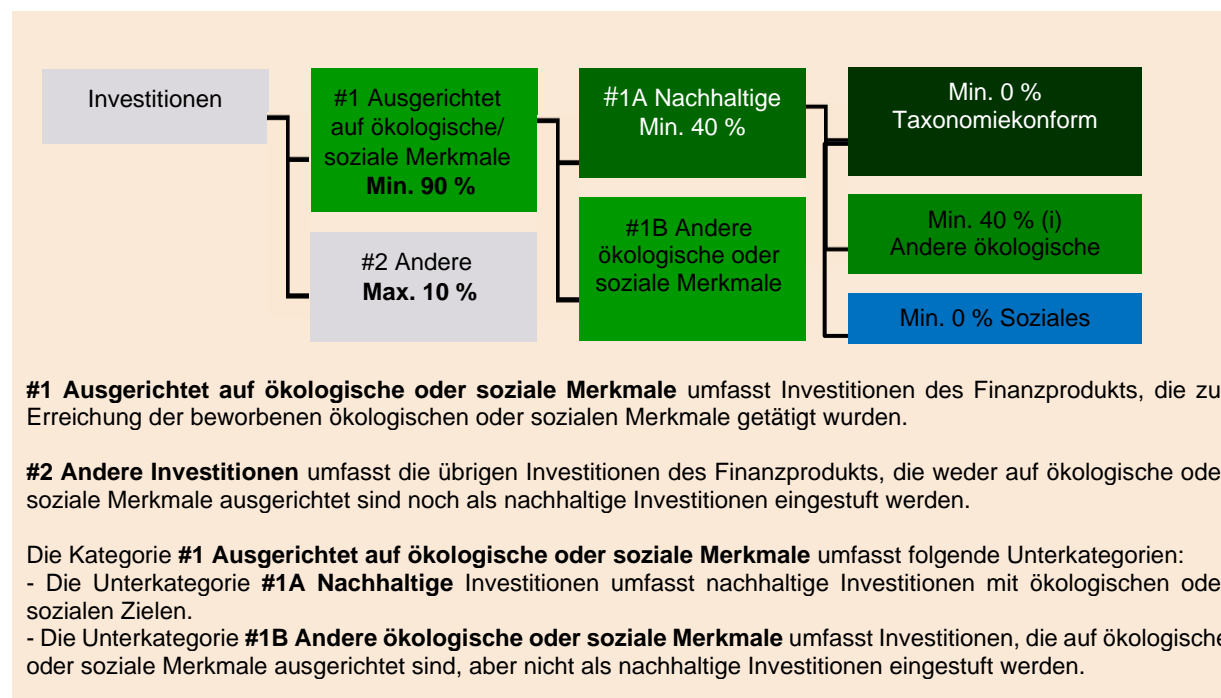 Investitionen
#1 Ausgerichtet
auf ökologische/
soziale Merkmale
Min. 90 %
#2 Andere
Max. 10 %
#1A Nachhaltige
Min. 40 %
#1B Andere
ökologische oder
soziale Merkmale
Min. 0 %
Taxonomiekonform
Min. 40 % (i)
Andere ökologische
Min. 0 % Soziales
#1 Ausgerichtet auf ökologische oder soziale Merkmale umfasst Investitionen des Finanzprodukts, die zu
Erreichung der beworbenen ökologischen oder sozialen Merkmale getätigt wurden.
#2 Andere Investitionen umfasst die übrigen Investitionen des Finanzprodukts, die weder auf ökologische ode
soziale Merkmale ausgerichtet sind noch als nachhaltige Investitionen eingestuft werden.
Die Kategorie #1 Ausgerichtet auf ökologische oder soziale Merkmale umfasst folgende Unterkategorien:
- Die Unterkategorie #1A Nachhaltige Investitionen umfasst nachhaltige Investitionen mit ökologischen ode
sozialen Zielen.
- Die Unterkategorie #1B Andere ökologische oder soziale Merkmale umfasst Investitionen, die auf ökologische
oder soziale Merkmale ausgerichtet sind, aber nicht als nachhaltige Investitionen eingestuft werden.